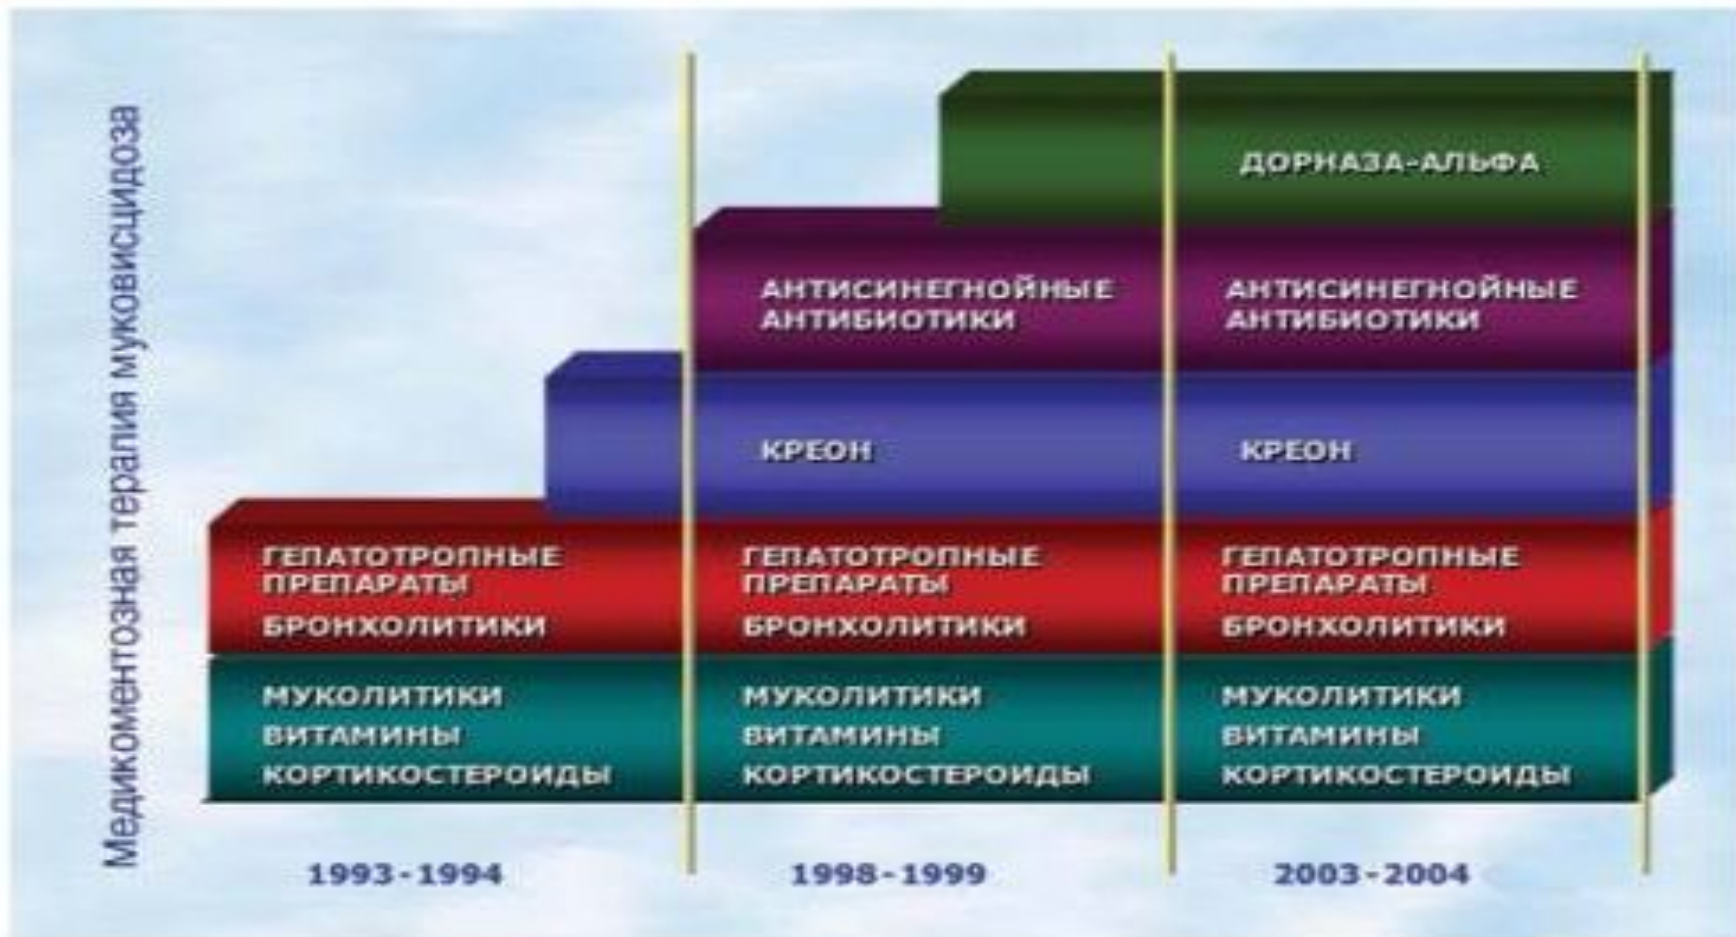 Медикоментозная терапия муковисцидоза
ДОРНАЗА-АЛЬФА
АНТИСИНЕГНОЙНЫЕ
АНТИБИОТИКИ
АНТИСИНЕГНОЙНЫЕ
АНТИБИОТИКИ
КРЕОН
КРЕОН
ГЕПАТОТРОПНЫЕ
ПРЕПАРАТЫ
БРОНХОЛИТИКИ
ГЕПАТОТРОПНЫЕ
ПРЕПАРАТЫ
БРОНХОЛИТИКИ
ГЕПАТОТРОПНЫЕ
ПРЕПАРАТЫ
БРОНХОЛИТИКИ
МУКОЛИТИКИ
ВИТАМИНЫ
КОРТИКОСТЕРОИДЫ
МУКОЛИТИКИ
ВИТАМИНЫ
КОРТИКОСТЕРОИДЫ
МУКОЛИТИКИ
ВИТАМИНЫ
КОРТИКОСТЕРОИДЫ
1993-1994
1998-1999
2003-2004